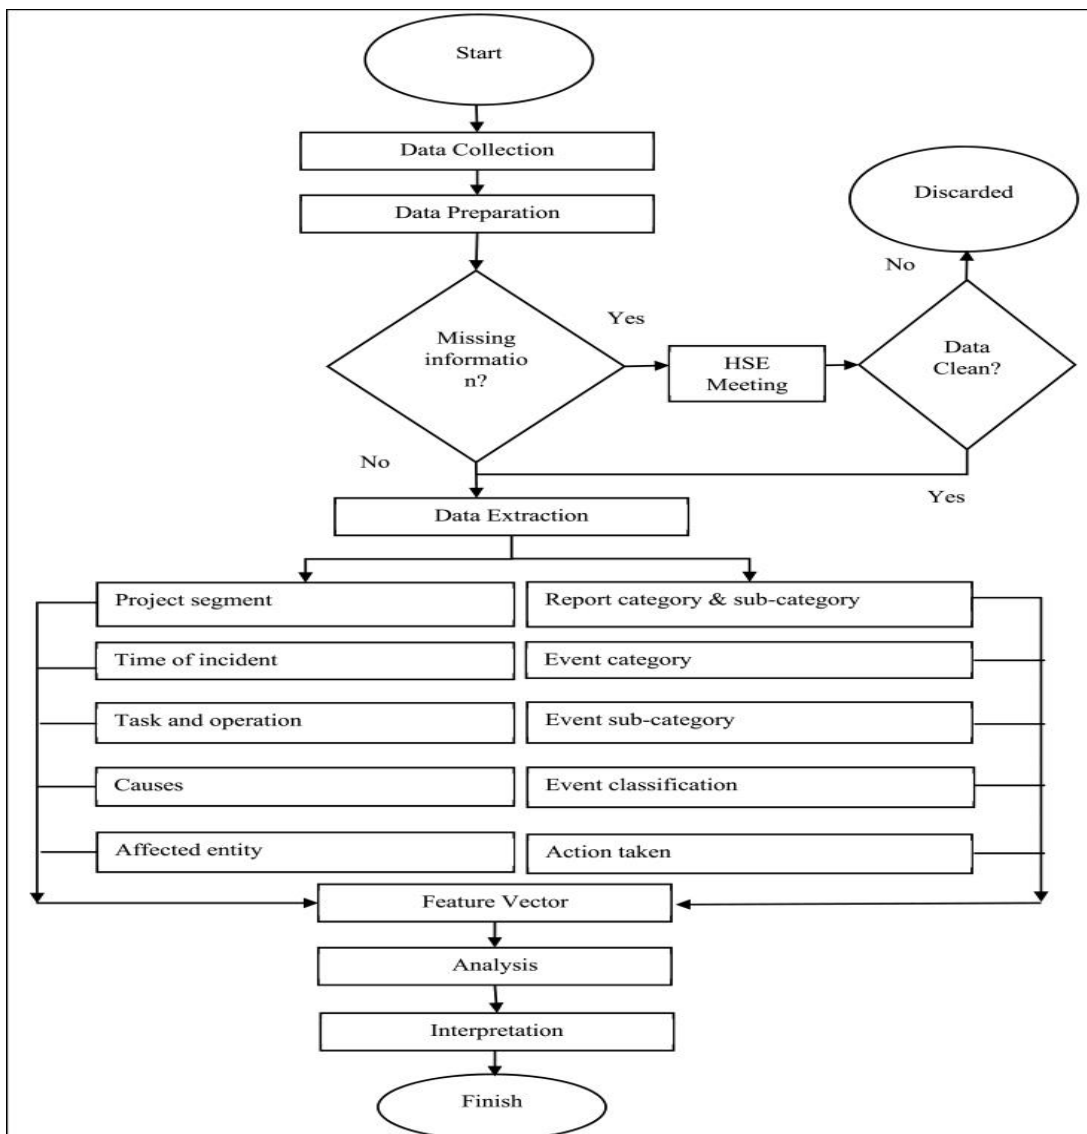 Start
Data Collection
Data Preparation
Discarded
No
Yes
Missing
informatio
n?
HSE
Meeting
Data
Clean?
No
Yes
Data Extraction
Project segment
Report category & sub-category
Time of incident
Event category
Task and operation
Event sub-category
Causes
Event classification
Affected entity
Action taken
Feature Vector
Analysis
Interpretation
Finish